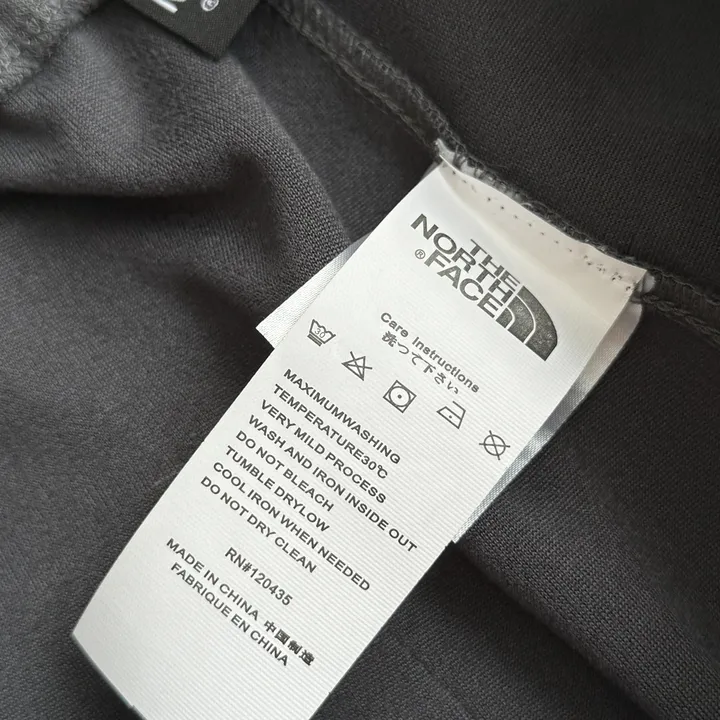 THE
NORTH
®FACE
Care Instructions
洗って下さい
30
MAXIMUMWASHING
TEMPERATURE30℃
VERY MILD PROCESS
WASH AND IRON INSIDE OUT
DO NOT BLEACH
TUMBLE DRYLOW
COOL IRON WHEN NEEDED
DO NOT DRY CLEAN
RN#120435
MADE IN CHINA 中国制造
FABRIQUE EN CHINA